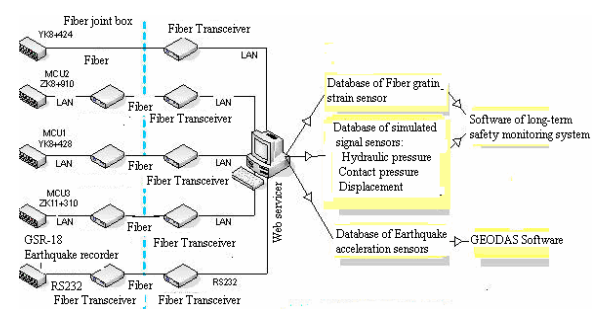 Fiber joint box
YK8+424
Fiber Transceiver
LAN
Fiber
MCU2
ZK8+910
LAN
Fiber
LAN
Fiber Transceiver
MCU1
YK8+428
LAN
Fiber
LAN
Fiber Transceiver
MCU3
ZK11+310
LAN
Fiber
LAN
Fiber Transceiver
GSR-18
Earthquake recorder
RS232
Fiber
RS232
Fiber Transceiver
Fiber Transceiver
Web servicer
Database of Fiber gratin
strain sensor
Database of simulated
signal sensors:
Hydraulic pressure
Contact pressure
Displacement
Database of Earthquake
acceleration sensors
Software of long-term
safety monitoring system
GEODAS Software